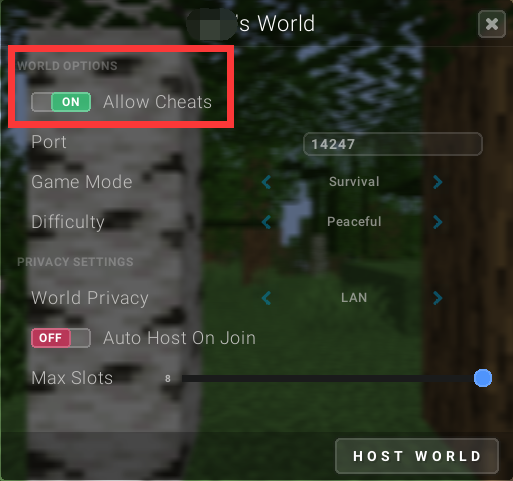 's World
WORLD OPTIONS
ON Allow Cheats
Port 14247
Game Mode Survival
Difficulty Peaceful
PRIVACY SETTINGS
World Privacy LAN
OFF Auto Host On Join
Max Slots 8
HOST WORLD